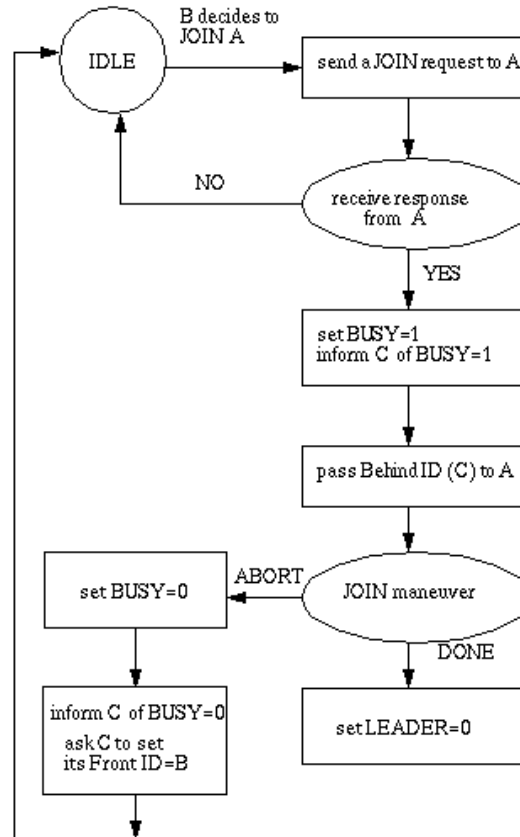 B decides to
JOIN A
IDLE
send a JOIN request to A
NO
receive response
from A
YES
set BUSY=1
inform C of BUSY=1
pass Behind ID (C) to A
ABORT
set BUSY=0
JOIN maneuver
DONE
inform C of BUSY=0
ask C to set
its Front ID=B
set LEADER=0